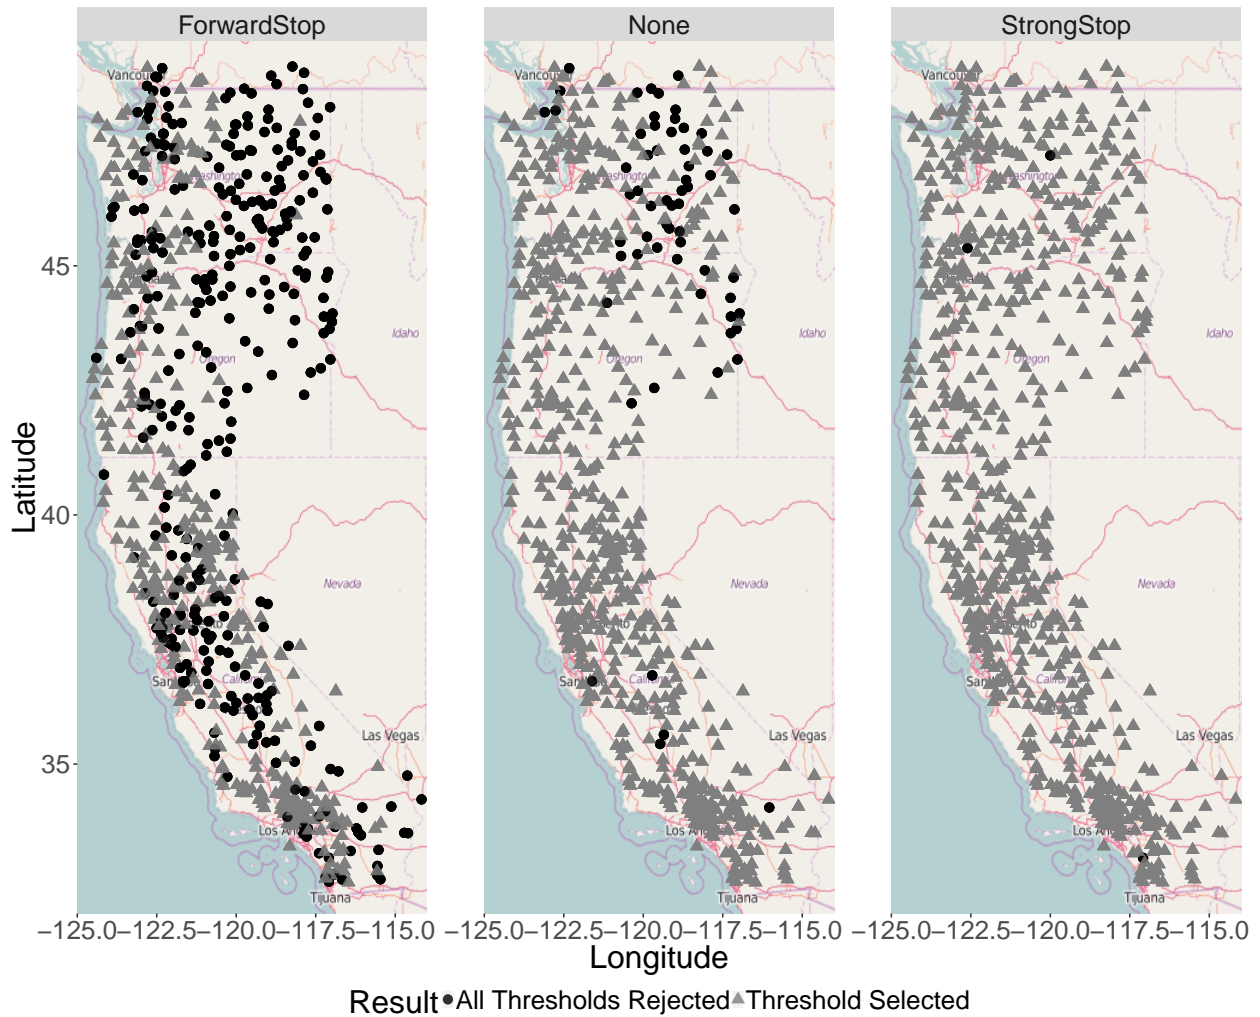 ForwardStop None StrongStop
Idaho Idaho Idaho
Oregon Oregon Oregon
Nevada Nevada Nevada
Las Vegas Las Vegas Las Vegas
Tijuana Tijuana Tijuana
45
40
35
Latitude
−125.0 −122.5 −120.0 −117.5 −115.0 −125.0 −122.5 −120.0 −117.5 −115.0 −125.0 −122.5 −120.0 −117.5 −115.0
Longitude
Result All Thresholds Rejected Threshold Selected